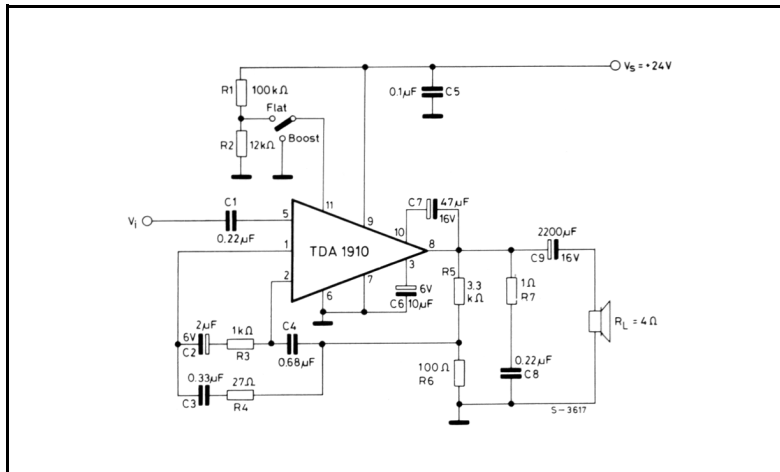 Vs = +24V
R1
100kΩ
0.1µF
C5
Flat
R2
12kΩ
Boost
C1
Vi
0.22µF
5
11
9
1
TDA 1910
2
6
7
10
8
3
C7
47µF
16V
6V
C6
10µF
2200µF
C9
16V
R5
3.3
kΩ
1Ω
R7
RL = 4Ω
2µF
6V
C2
1kΩ
R3
C4
0.68µF
0.33µF
C3
27Ω
R4
100Ω
R6
0.22µF
C8
S-3617